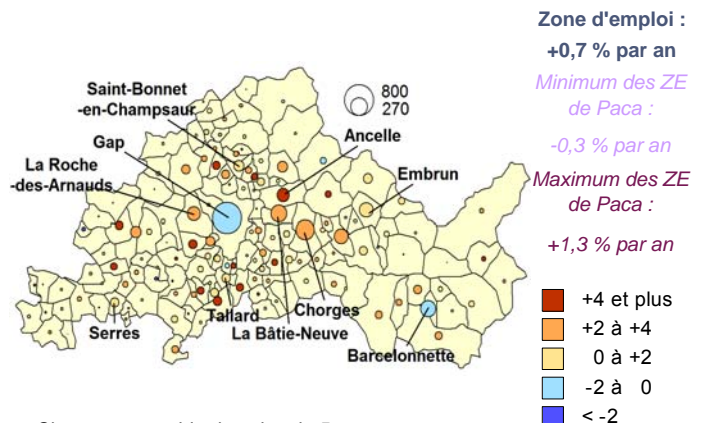 Zone d'emploi :
+0,7 % par an
Minimum des ZE
de Paca :
-0,3 % par an
Maximum des ZE
de Paca :
+1,3 % par an
Saint-Bonnet
-en-Champsaur
800
270
Gap
Ancelle
La Roche
-des-Arnauds
Embrun
Serres
Tallard
La Bâtie-Neuve
Chorges
Barcelonnette
+4 et plus
+2 à +4
0 à +2
-2 à 0
< -2